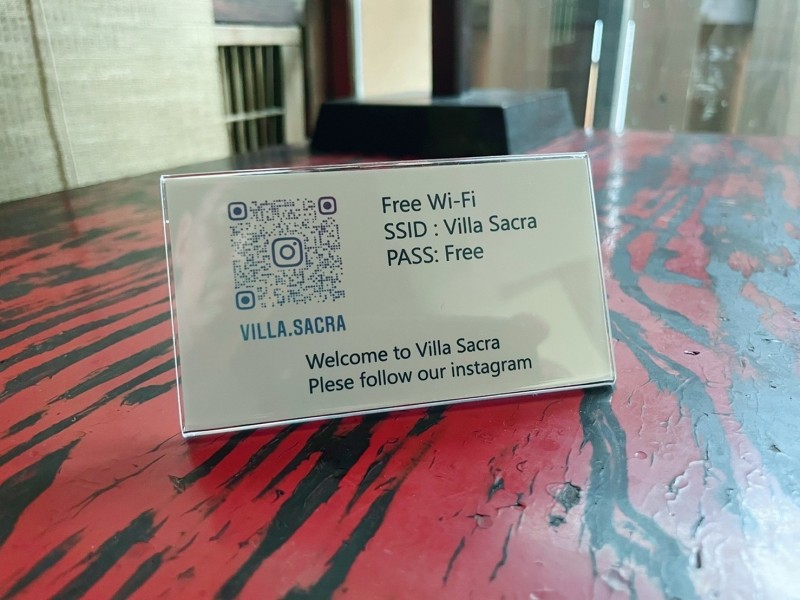 Free Wi-Fi
SSID : Villa Sacra
PASS: Free
VILLA.SACRA
Welcome to Villa Sacra
Plese follow our instagram